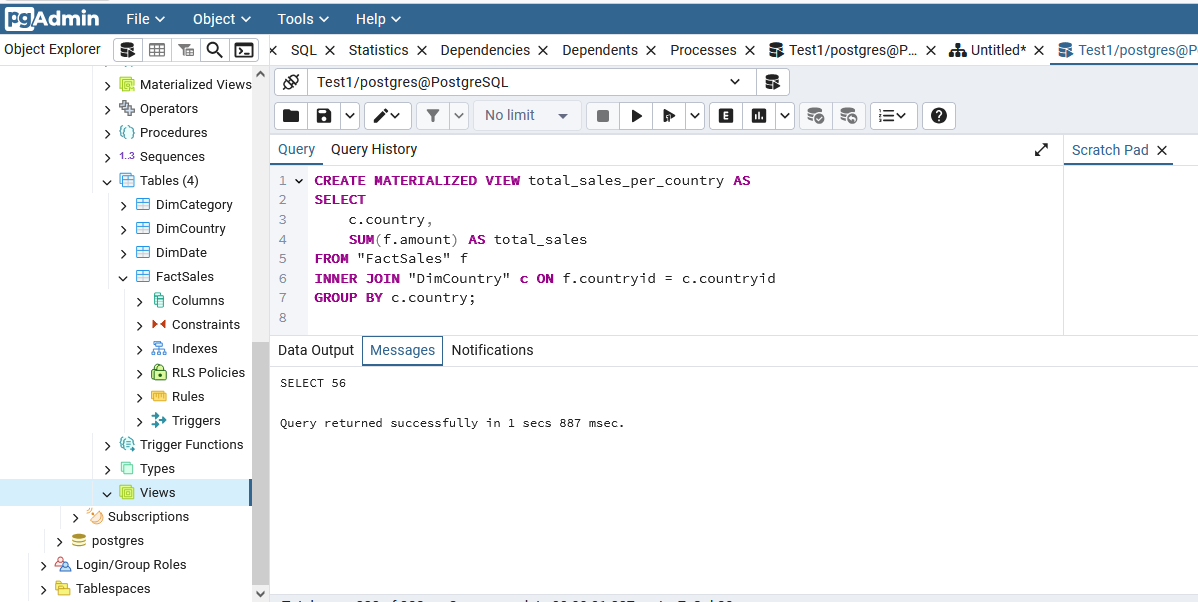 pgAdmin File Object Tools Help
Object Explorer
SQL Statistics Dependencies Dependents Processes Test1/postgres@P... Untitled* Test1/postgres@P
Materialized Views
Operators
Procedures
1.3 Sequences
Tables (4)
DimCategory
DimCountry
DimDate
FactSales
Columns
Constraints
Indexes
RLS Policies
Rules
Triggers
Trigger Functions
Types
Views
Subscriptions
postgres
Login/Group Roles
Tablespaces
Test1/postgres@PostgreSQL
No limit E
Query Query History
Scratch Pad
1 CREATE MATERIALIZED VIEW total_sales_per_country AS
2 SELECT
3 c.country,
4 SUM(f.amount) AS total_sales
5 FROM "FactSales" f
6 INNER JOIN "DimCountry" c ON f.countryid = c.countryid
7 GROUP BY c.country;
8
Data Output Messages Notifications
SELECT 56
Query returned successfully in 1 secs 887 msec.